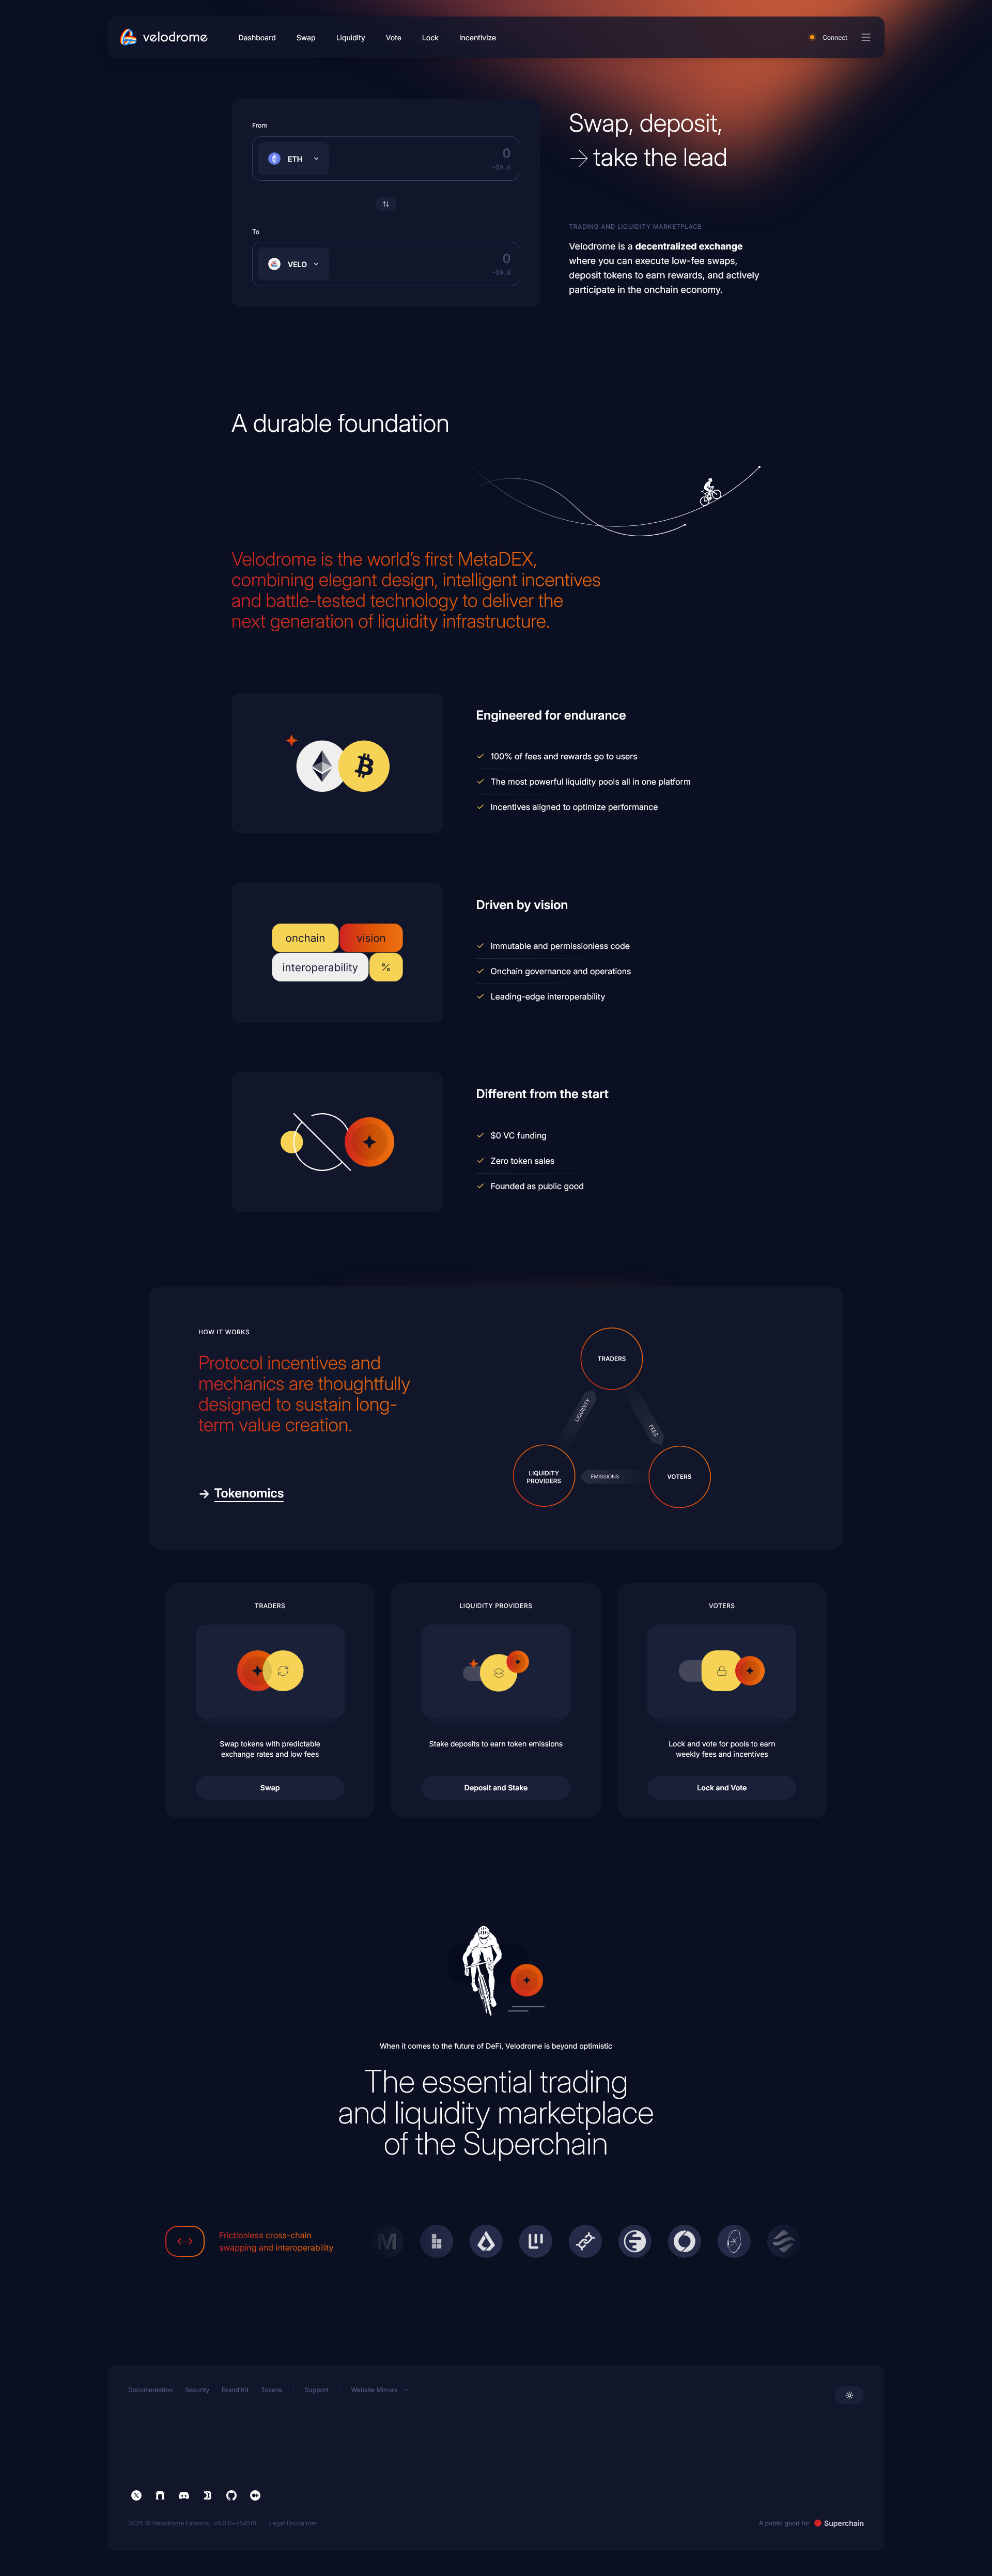 velodrome
Dashboard Swap Liquidity Vote Lock Incentivize
Connect
From
ETH
0
~$0.0
To
VELO
0
~$0.0
Swap, deposit,
→ take the lead
TRADING AND LIQUIDITY MARKETPLACE
Velodrome is a decentralized exchange
where you can execute low-fee swaps,
deposit tokens to earn rewards, and actively
participate in the onchain economy.
A durable foundation
Velodrome is the world's first MetaDEX,
combining elegant design, intelligent incentives
and battle-tested technology to deliver the
next generation of liquidity infrastructure.
Engineered for endurance
100% of fees and rewards go to users
The most powerful liquidity pools all in one platform
Incentives aligned to optimize performance
onchain vision
interoperability %
Driven by vision
Immutable and permissionless code
Onchain governance and operations
Leading-edge interoperability
Different from the start
$0 VC funding
Zero token sales
Founded as public good
HOW IT WORKS
Protocol incentives and
mechanics are thoughtfully
designed to sustain long-
term value creation.
→ Tokenomics
TRADERS
LIQUIDITY
FEES
LIQUIDITY
PROVIDERS
EMISSIONS
VOTERS
TRADERS
Swap tokens with predictable
exchange rates and low fees
Swap
LIQUIDITY PROVIDERS
Stake deposits to earn token emissions
Deposit and Stake
VOTERS
Lock and vote for pools to earn
weekly fees and incentives
Lock and Vote
When it comes to the future of DeFi, Velodrome is beyond optimistic
The essential trading
and liquidity marketplace
of the Superchain
Frictionless cross-chain
swapping and interoperability
Documentation Security Brand Kit Tokens Support Website Mirrors
2025 © Velodrome Finance, v5.0.0+c5458f Legal Disclaimer
A public good for Superchain